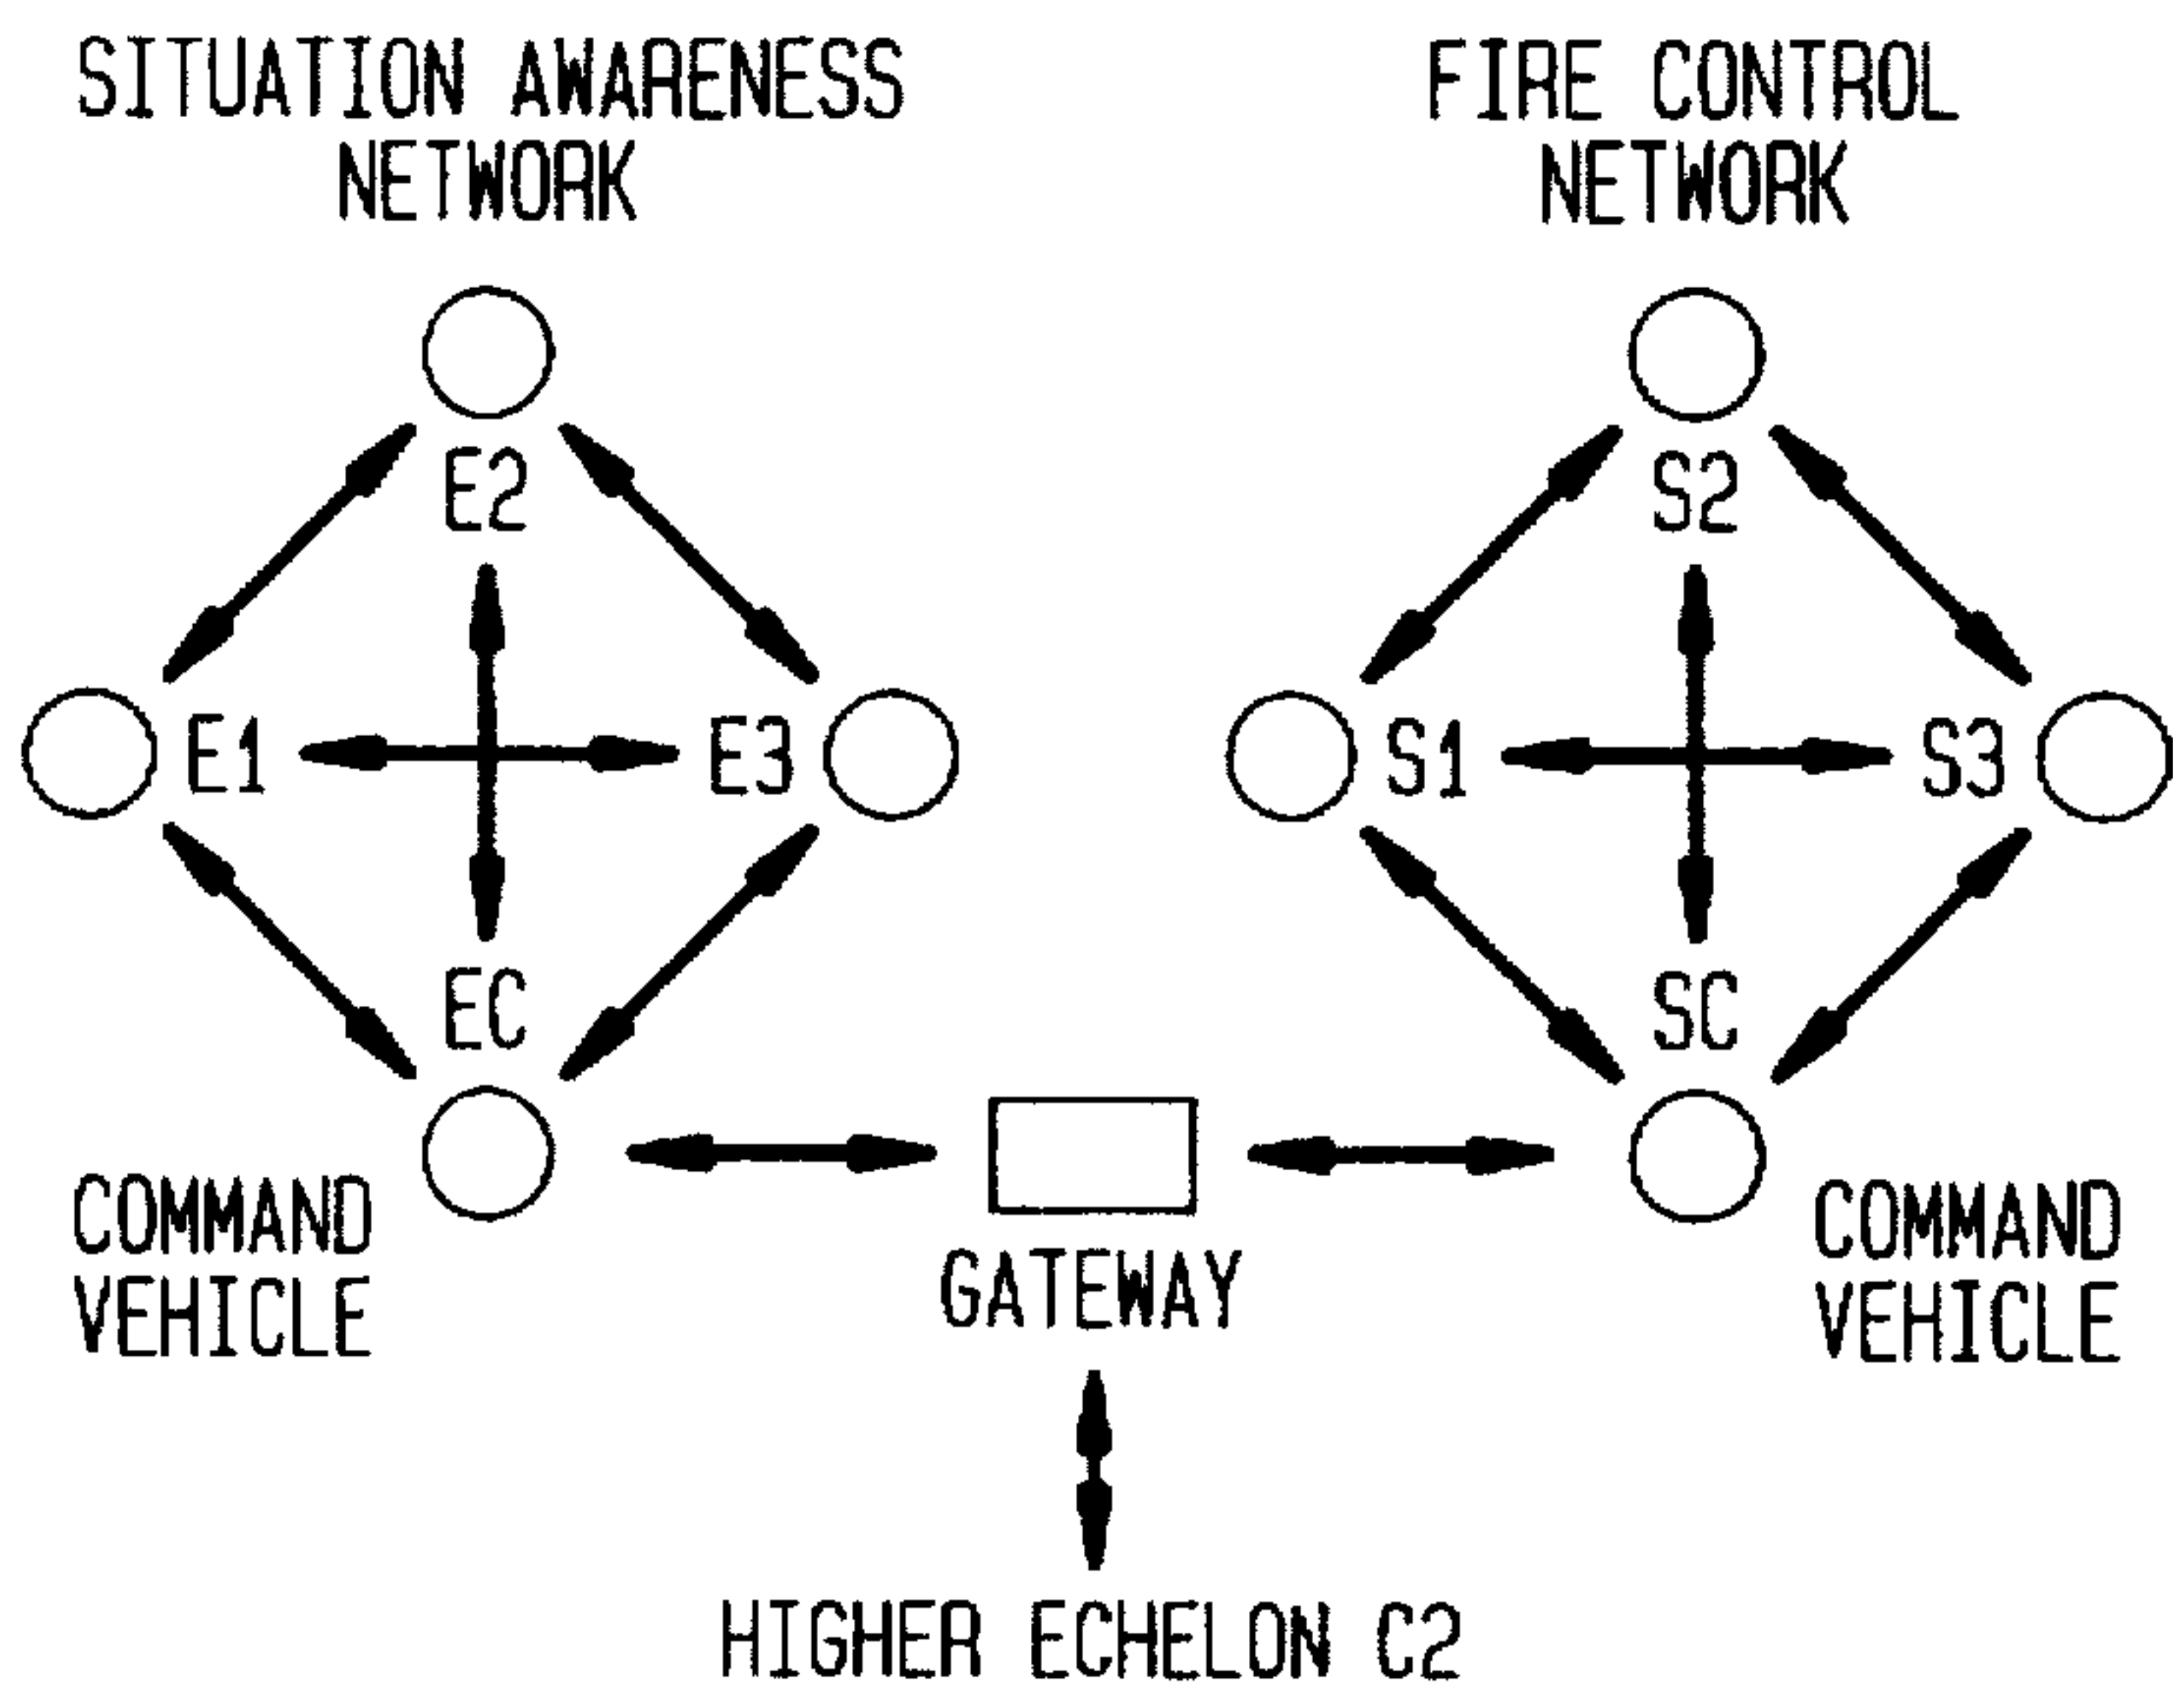 SITUATION AWARENESS
NETWORK
FIRE CONTROL
NETWORK
E2
S2
E1
E3
S1
S3
EC
SC
COMMAND
VEHICLE
GATEWAY
COMMAND
VEHICLE
HIGHER ECHELON C2